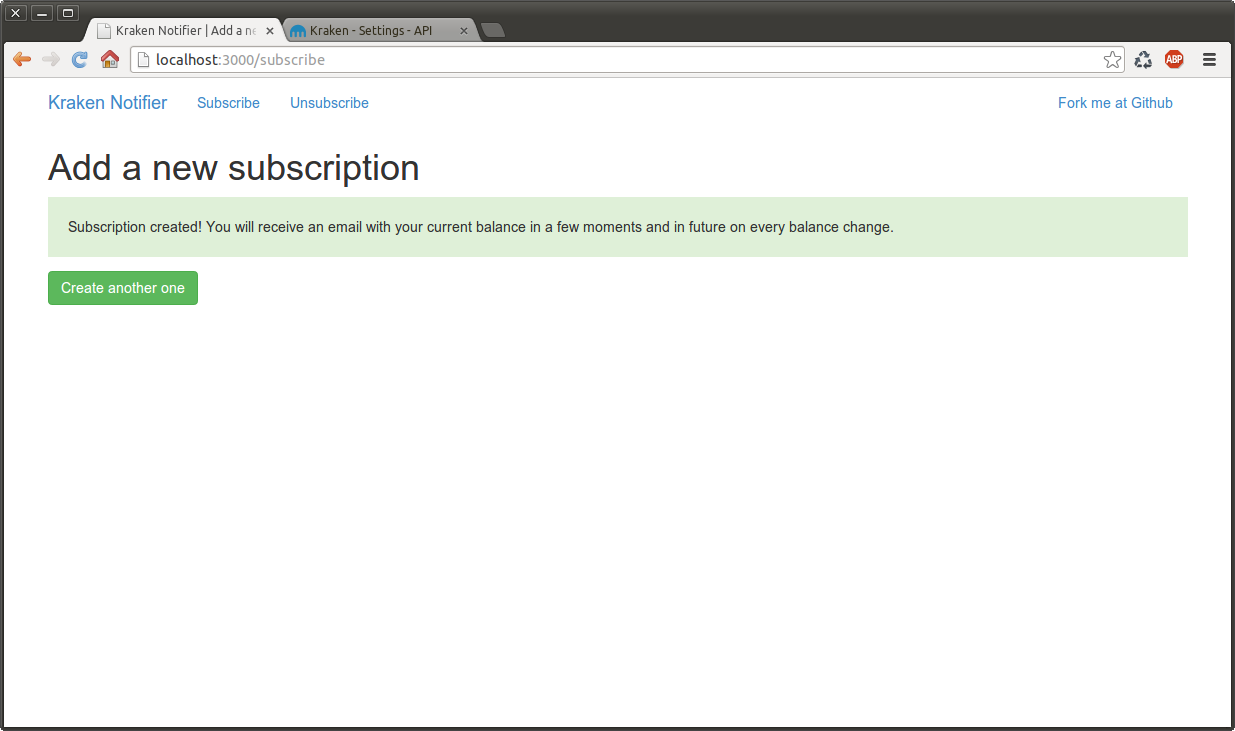 Kraken Notifier | Add a ne
Kraken - Settings - API
localhost:3000/subscribe
ABP
Kraken Notifier Subscribe Unsubscribe Fork me at Github
Add a new subscription
Subscription created! You will receive an email with your current balance in a few moments and in future on every balance change.
Create another one